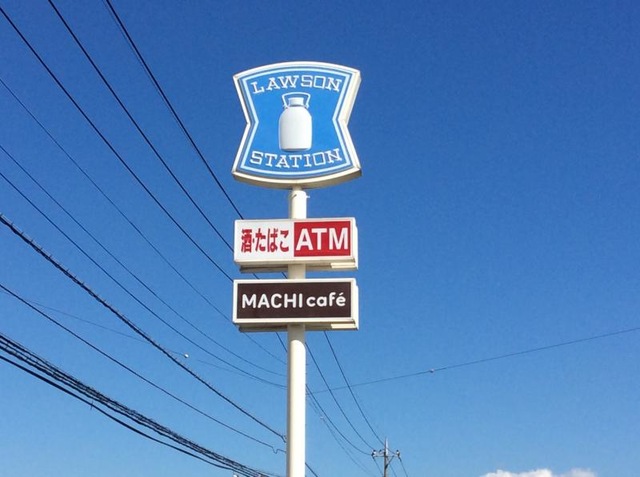 LAWSON
STATION
酒・たばこ ATM
MACHI café